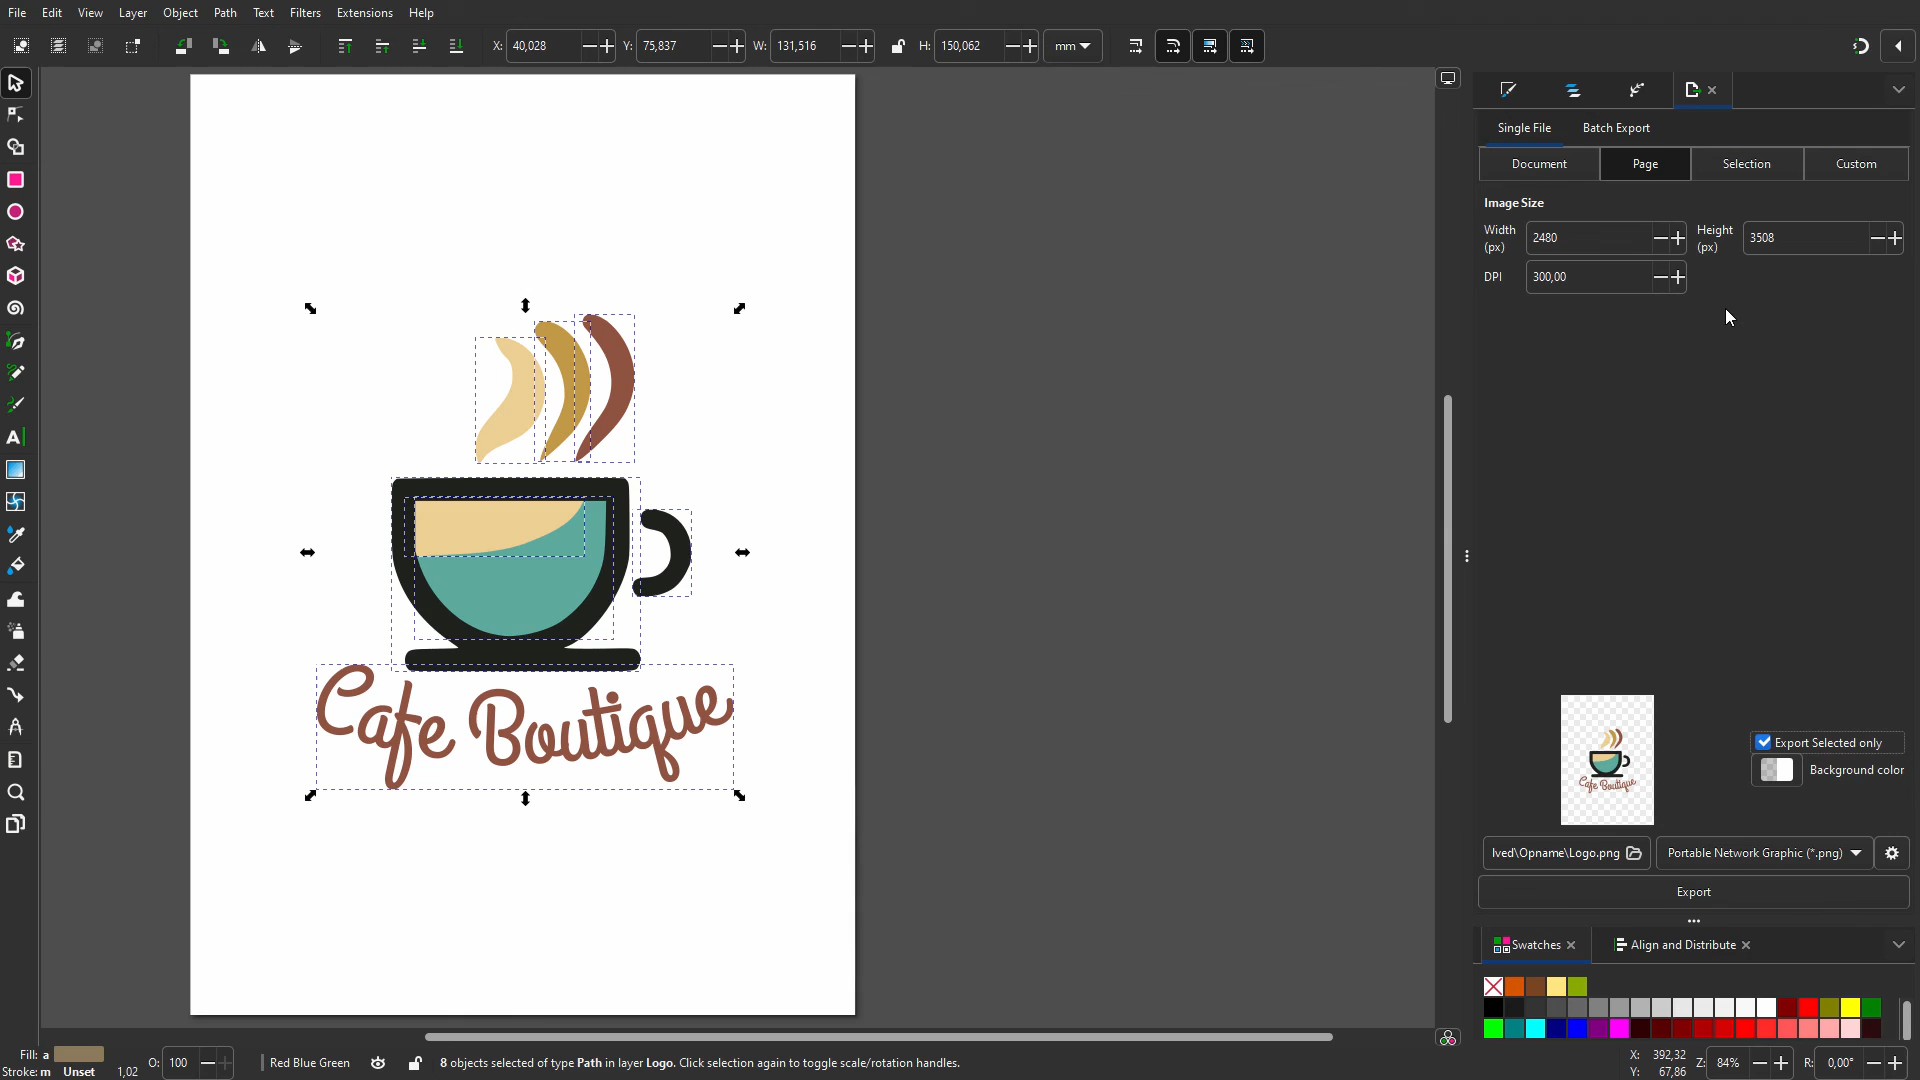 File Edit View Layer Object Path Text Filters Extensions Help
X: 40,028 Y: 75,837 W: 131,516 H: 150,062 mm
Single File Batch Export
Document Page Selection Custom
Image Size
Width (px) 2480 Height (px) 3508
DPI 300,00
Cafe Boutique
Export Selected only
Background color
Cafe Boutique
lved\Opname\Logo.png Portable Network Graphic (*.png)
Export
Swatches Align and Distribute
Fill: a
Stroke: m Unset 1,02
O: 100 Red Blue Green 8 objects selected of type Path in layer Logo. Click selection again to toggle scale/rotation handles.
X: 392,32
Y: 67,86
Z: 84% R: 0,00°